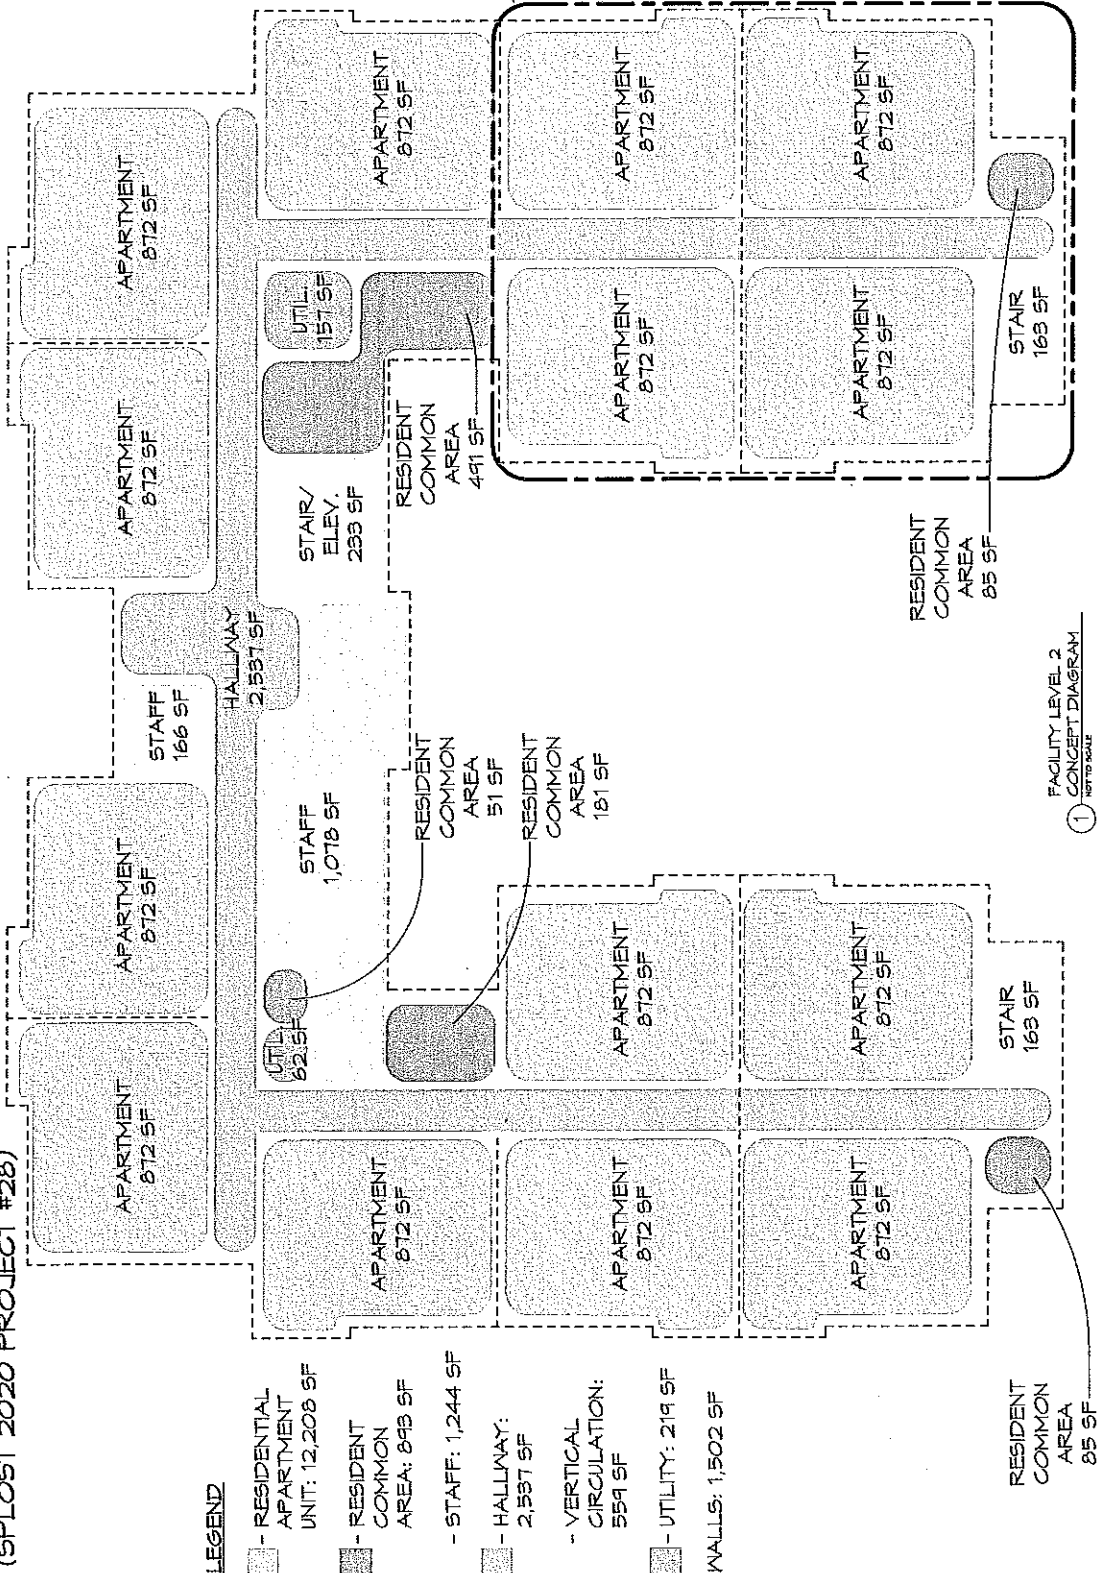 (SPLOST 2020 PROJECT #28)
LEGEND
- RESIDENTIAL
APARTMENT
UNIT: 12,208 SF
- RESIDENT
COMMON
AREA: 893 SF
- STAFF: 1,244 SF
- HALLWAY:
2,537 SF
- VERTICAL
CIRCULATION:
559 SF
- UTILITY: 219 SF
WALLS: 1,502 SF
APARTMENT
872 SF
APARTMENT
872 SF
APARTMENT
872 SF
APARTMENT
872 SF
STAFF
166 SF
HALLWAY
2,537 SF
UTIL.
62 SF
STAFF
1,078 SF
STAIR/
ELEV.
233 SF
UTIL.
157 SF
APARTMENT
872 SF
APARTMENT
872 SF
RESIDENT
COMMON
AREA
51 SF
RESIDENT
COMMON
AREA
181 SF
RESIDENT
COMMON
AREA
491 SF
APARTMENT
872 SF
APARTMENT
872 SF
APARTMENT
872 SF
APARTMENT
872 SF
APARTMENT
872 SF
APARTMENT
872 SF
APARTMENT
872 SF
APARTMENT
872 SF
STAIR
163 SF
STAIR
163 SF
RESIDENT
COMMON
AREA
85 SF
RESIDENT
COMMON
AREA
85 SF
1
FACILITY LEVEL 2
CONCEPT DIAGRAM
NOT TO SCALE